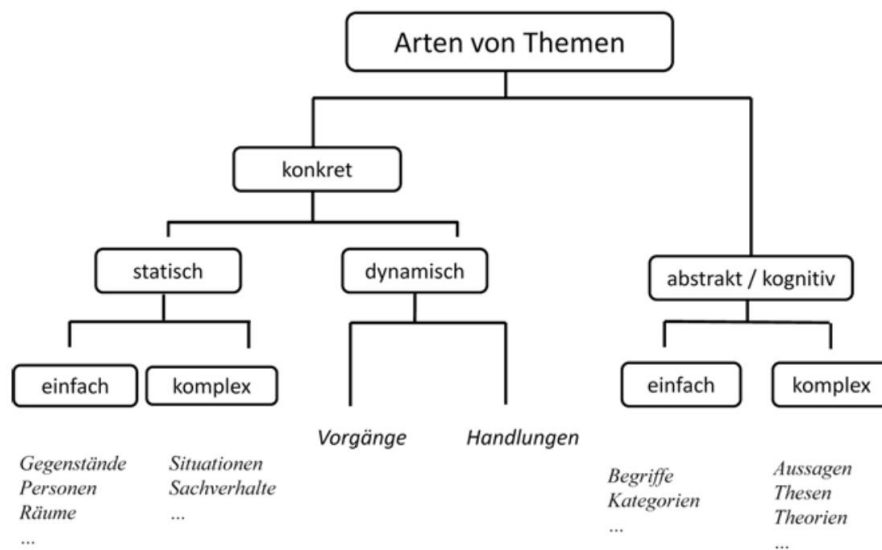 Arten von Themen
konkret
statisch
dynamisch
abstrakt / kognitiv
einfach
komplex
einfach
komplex
Vorgänge
Handlungen
Gegenstände
Personen
Räume
...
Situationen
Sachverhalte
...
Begriffe
Kategorien
...
Aussagen
Thesen
Theorien
...